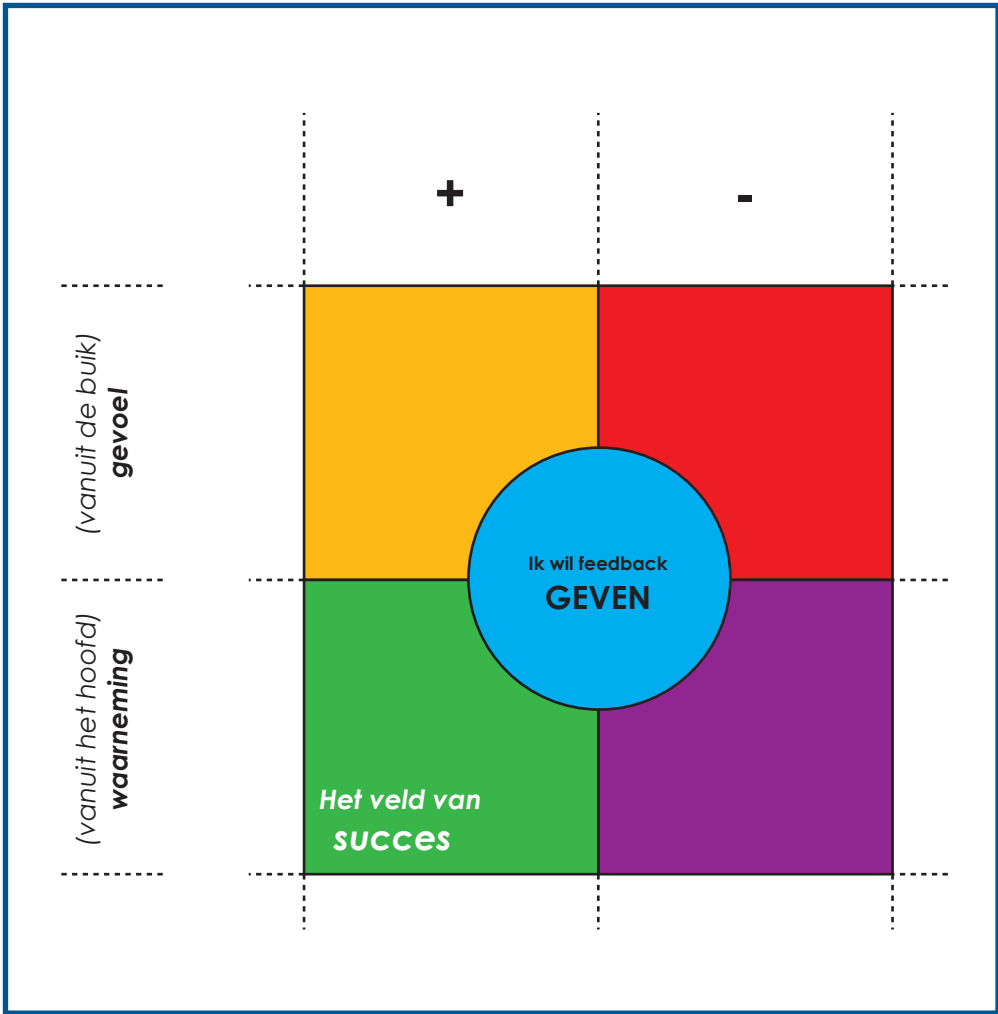 +
-
(vanuit de buik)
gevoel
Ik wil feedback
GEVEN
(vanuit het hoofd)
waarneming
Het veld van
succes